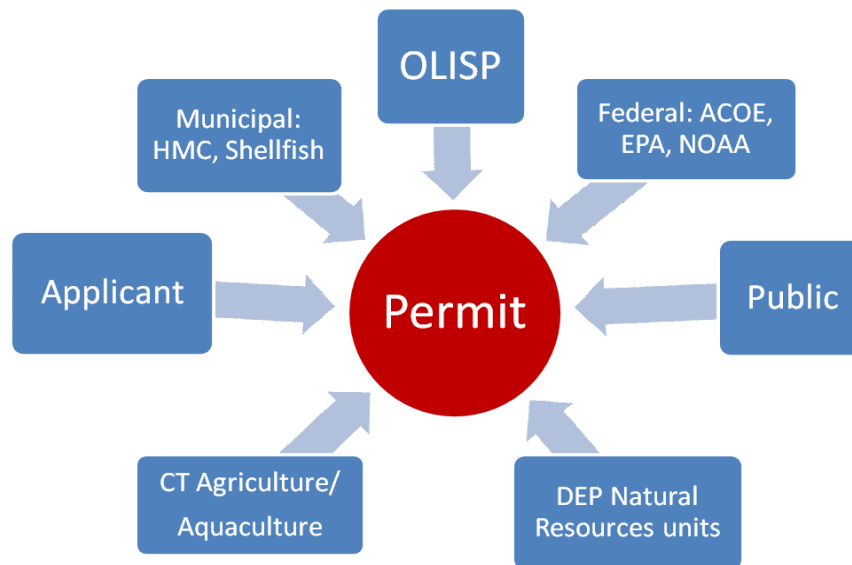 OLISP
Municipal:
HMC, Shellfish
Federal: ACOE,
EPA, NOAA
Applicant
Permit
Public
CT Agriculture/
Aquaculture
DEP Natural
Resources units